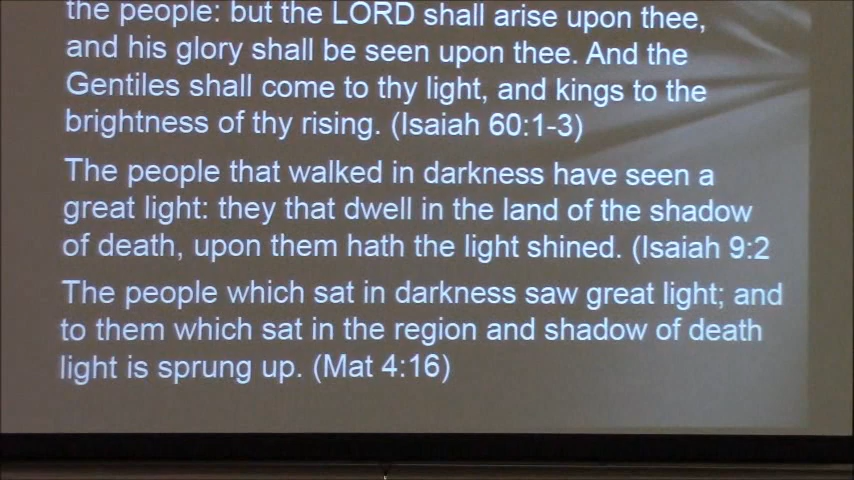 the people: but the LORD shall arise upon thee,
and his glory shall be seen upon thee. And the
Gentiles shall come to thy light, and kings to the
brightness of thy rising. (Isaiah 60:1-3)
The people that walked in darkness have seen a
great light: they that dwell in the land of the shadow
of death, upon them hath the light shined. (Isaiah 9:2
The people which sat in darkness saw great light; and
to them which sat in the region and shadow of death
light is sprung up. (Mat 4:16)